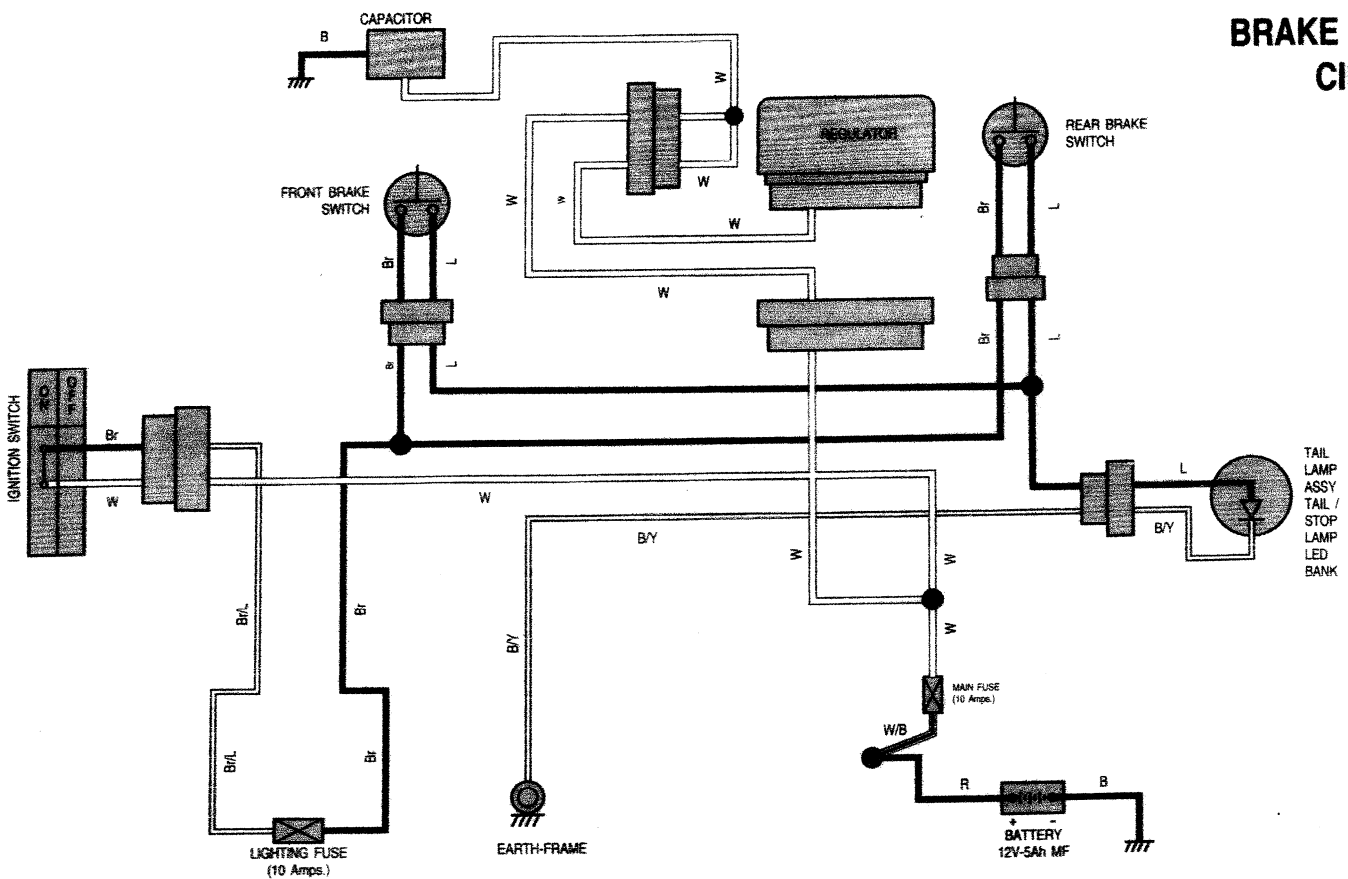 BRAKE
CI
CAPACITOR
B
W
REGULATOR
REAR BRAKE
SWITCH
FRONT BRAKE
SWITCH
W
W
W
W
Br
L
Br
L
W
Br
L
Br
L
IGNITION SWITCH
ON
Br
W
W
L
B/Y
TAIL
LAMP
ASSY
TAIL /
STOP
LAMP
LED
BANK
B/Y
W
W
Br/L
Br
B/Y
W
MAIN FUSE
(10 Amps.)
W/B
Br/L
Br
R
B
+ -
BATTERY
12V-5Ah MF
EARTH-FRAME
LIGHTING FUSE
(10 Amps.)